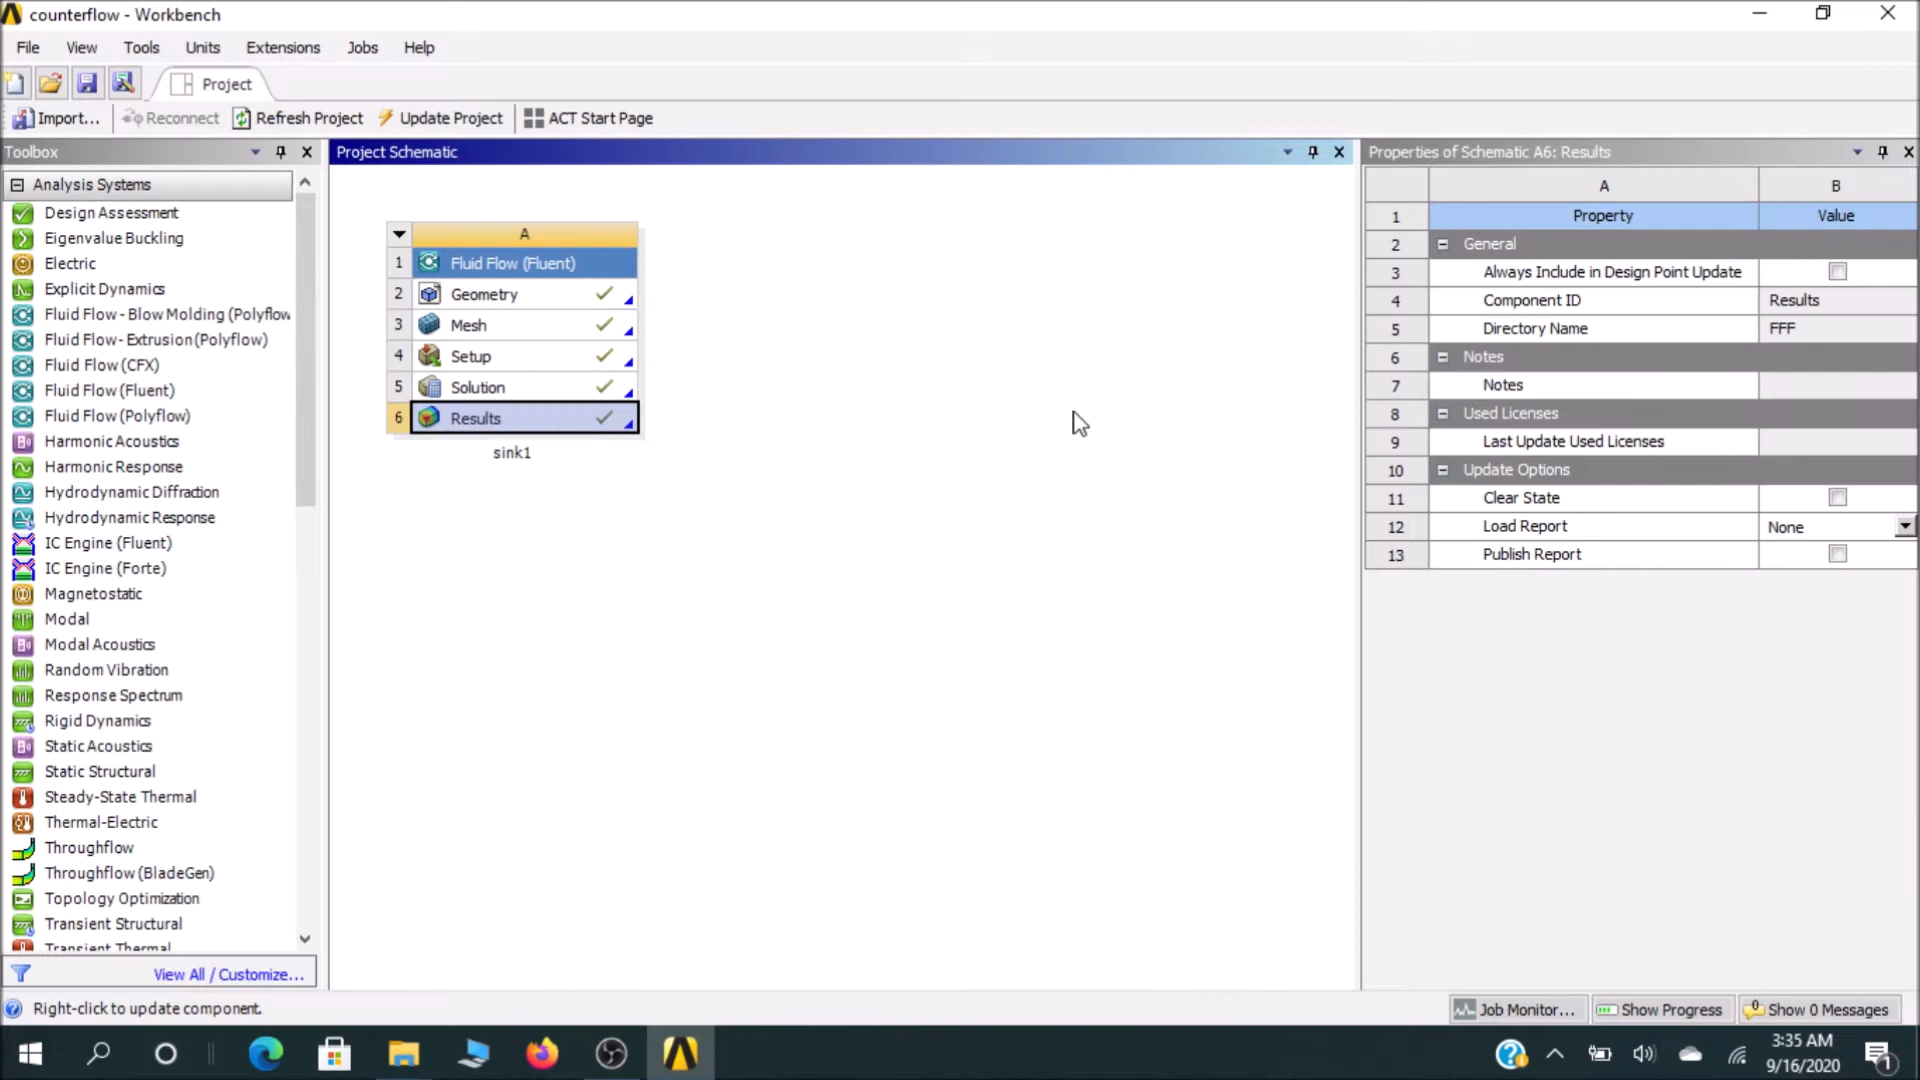 counterflow - Workbench
File View Tools Units Extensions Jobs Help
Project
Import... Reconnect Refresh Project Update Project ACT Start Page
Toolbox
Analysis Systems
Design Assessment
Eigenvalue Buckling
Electric
Explicit Dynamics
Fluid Flow - Blow Molding (Polyflow
Fluid Flow- Extrusion(Polyflow)
Fluid Flow (CFX)
Fluid Flow (Fluent)
Fluid Flow (Polyflow)
Harmonic Acoustics
Harmonic Response
Hydrodynamic Diffraction
Hydrodynamic Response
IC Engine (Fluent)
IC Engine (Forte)
Magnetostatic
Modal
Modal Acoustics
Random Vibration
Response Spectrum
Rigid Dynamics
Static Acoustics
Static Structural
Steady-State Thermal
Thermal-Electric
Throughflow
Throughflow (BladeGen)
Topology Optimization
Transient Structural
Transient Thermal
View All / Customize...
Project Schematic
A
1 Fluid Flow (Fluent)
2 Geometry
3 Mesh
4 Setup
5 Solution
6 Results
sink1
Properties of Schematic A6: Results
A B
1 Property Value
2 General
3 Always Include in Design Point Update
4 Component ID Results
5 Directory Name FFF
6 Notes
7 Notes
8 Used Licenses
9 Last Update Used Licenses
10 Update Options
11 Clear State
12 Load Report None
13 Publish Report
Right-click to update component.
Job Monitor... Show Progress 0 Show 0 Messages
3:35 AM
9/16/2020
1